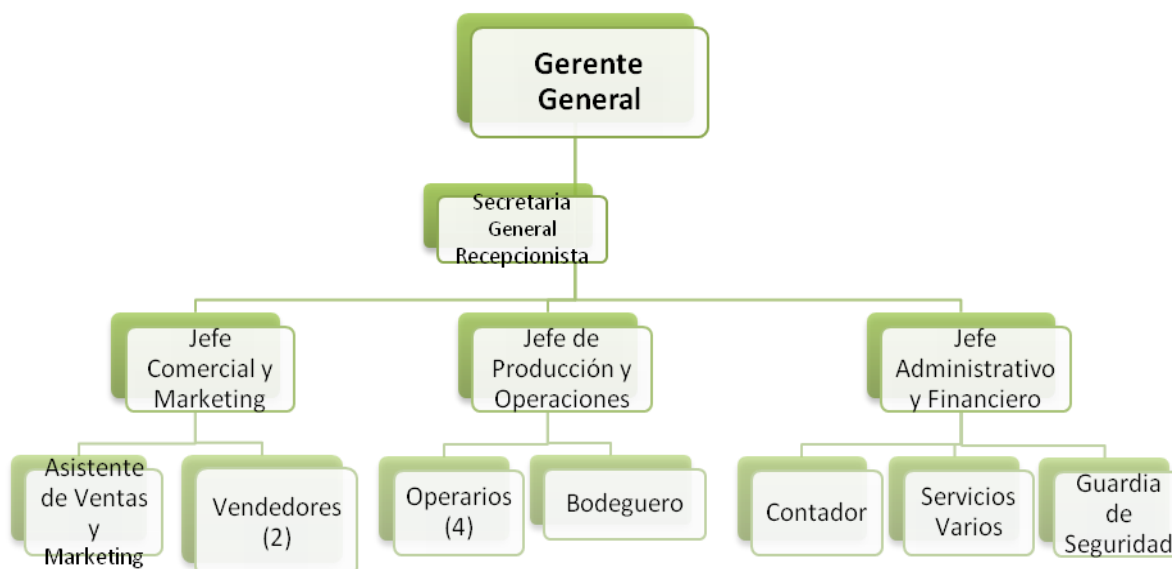 Gerente
General
Secretaria
General
Recepcionista
Jefe
Comercial y
Marketing
Jefe de
Producción y
Operaciones
Jefe
Administrativo
y Financiero
Asistente
de Ventas
y
Marketing
Vendedores
(2)
Operarios
(4)
Bodeguero
Contador
Servicios
Varios
Guardia
de
Seguridad